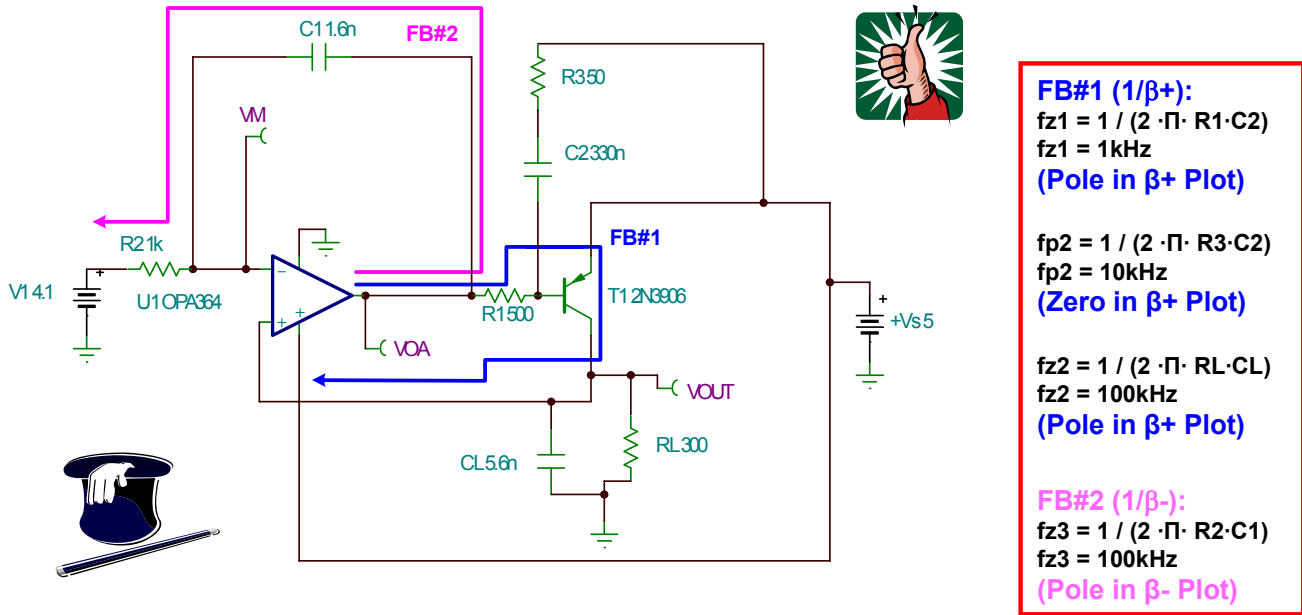 C1 1.6n
FB#2
R3 50
VM
C2 330n
R2 1k
FB#1
V1 4.1
U1 OPA364
R1 500
T1 2N3906
+Vs 5
VOA
VOUT
RL 300
CL 5.6n
FB#1 (1/β+):
fz1 = 1 / (2 ·Π· R1·C2)
fz1 = 1kHz
(Pole in β+ Plot)
fp2 = 1 / (2 ·Π· R3·C2)
fp2 = 10kHz
(Zero in β+ Plot)
fz2 = 1 / (2 ·Π· RL·CL)
fz2 = 100kHz
(Pole in β+ Plot)
FB#2 (1/β-):
fz3 = 1 / (2 ·Π· R2·C1)
fz3 = 100kHz
(Pole in β- Plot)